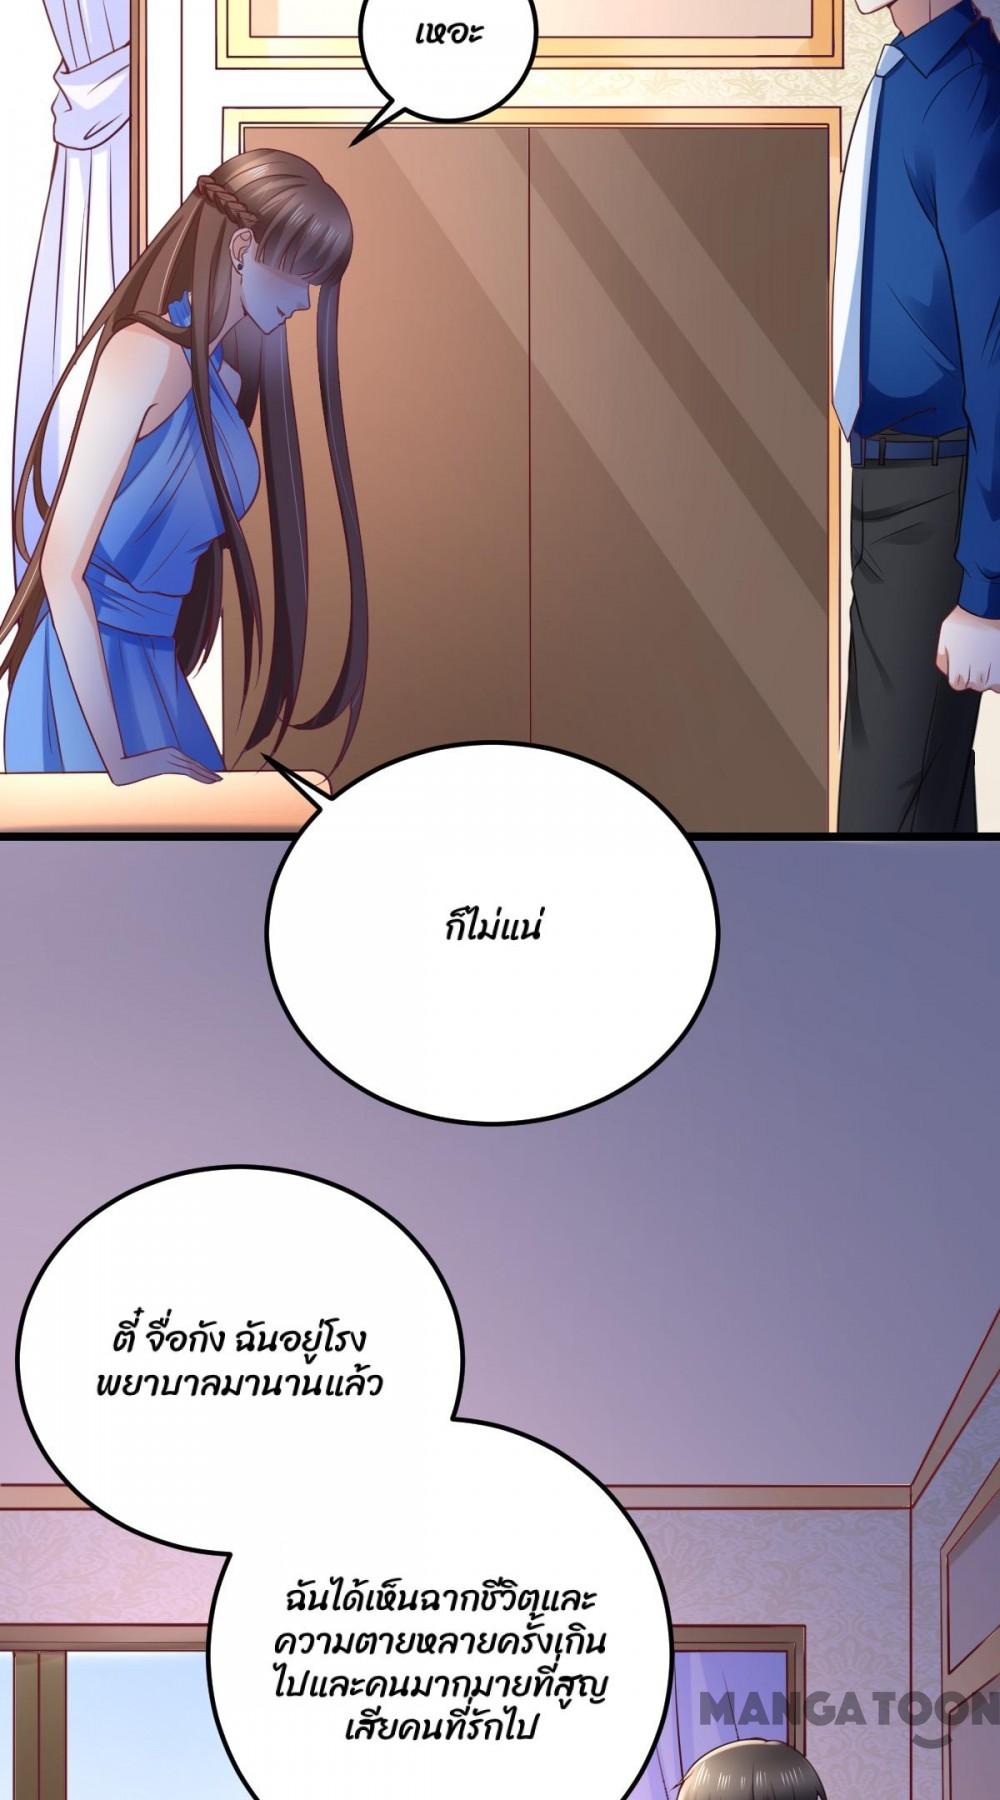 เหอะ
ก็ไม่แน่
ตี๋ จื่อกัง ฉันอยู่โรง
พยาบาลมานานแล้ว
ฉันได้เห็นฉากชีวิตและ
ความตายหลายครั้งเกิน
ไปและคนมากมายที่สูญ
เสียคนที่รักไป
MANGATOON